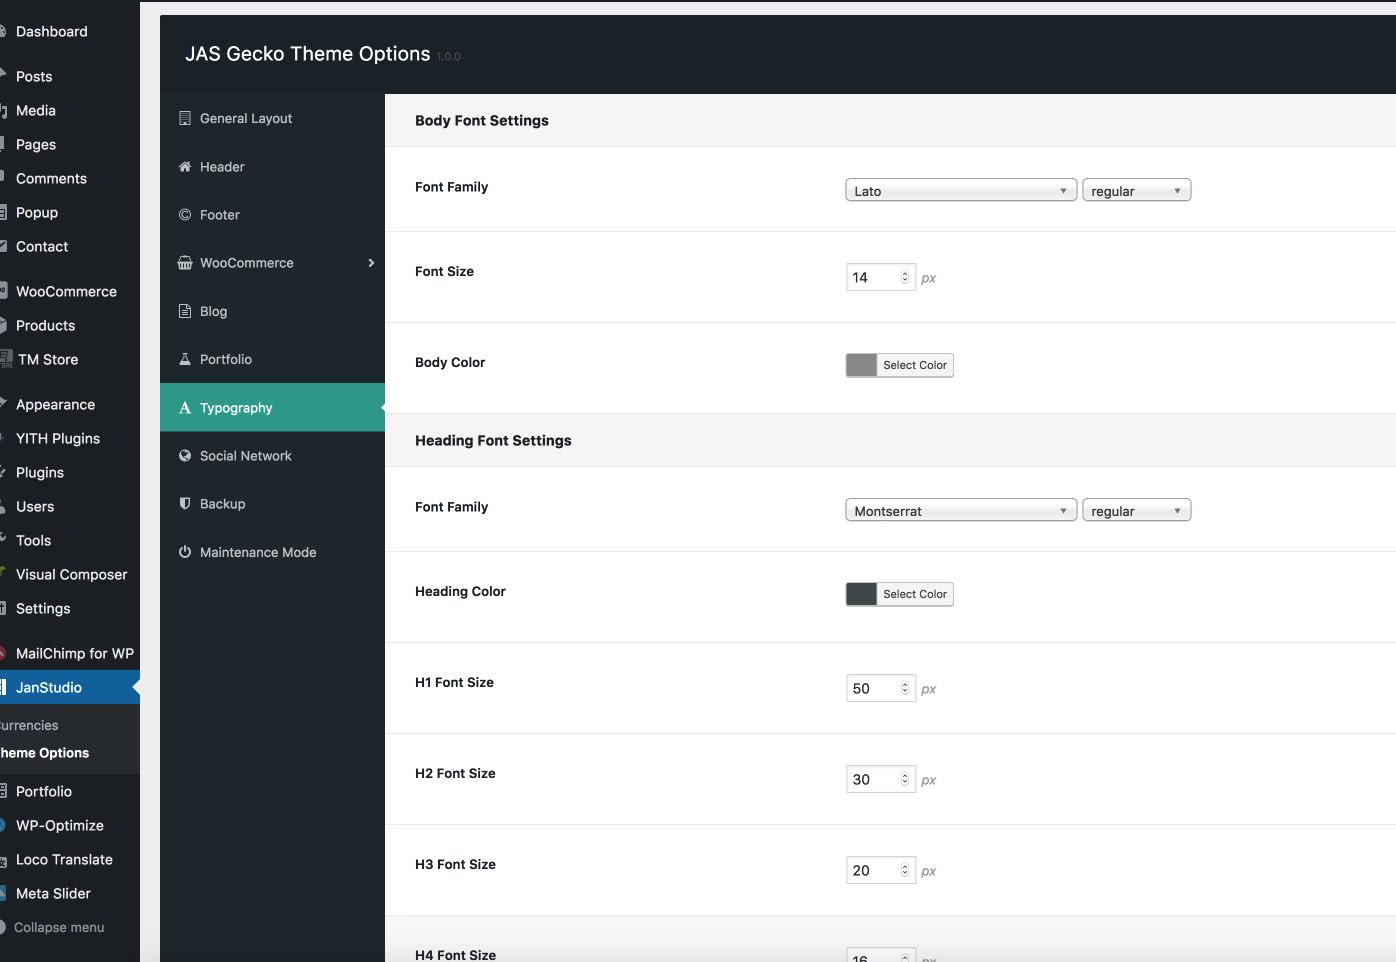 Dashboard
Posts
Media
Pages
Comments
Popup
Contact
WooCommerce
Products
TM Store
Appearance
YITH Plugins
Plugins
Users
Tools
Visual Composer
Settings
MailChimp for WP
JanStudio
urrencies
heme Options
Portfolio
WP-Optimize
Loco Translate
Meta Slider
Collapse menu
JAS Gecko Theme Options 1.0.0
General Layout
Header
Footer
WooCommerce
Blog
Portfolio
Typography
Social Network
Backup
Maintenance Mode
Body Font Settings
Font Family
Lato regular
Font Size
14 px
Body Color
Select Color
Heading Font Settings
Font Family
Montserrat regular
Heading Color
Select Color
H1 Font Size
50 px
H2 Font Size
30 px
H3 Font Size
20 px
H4 Font Size
16 px